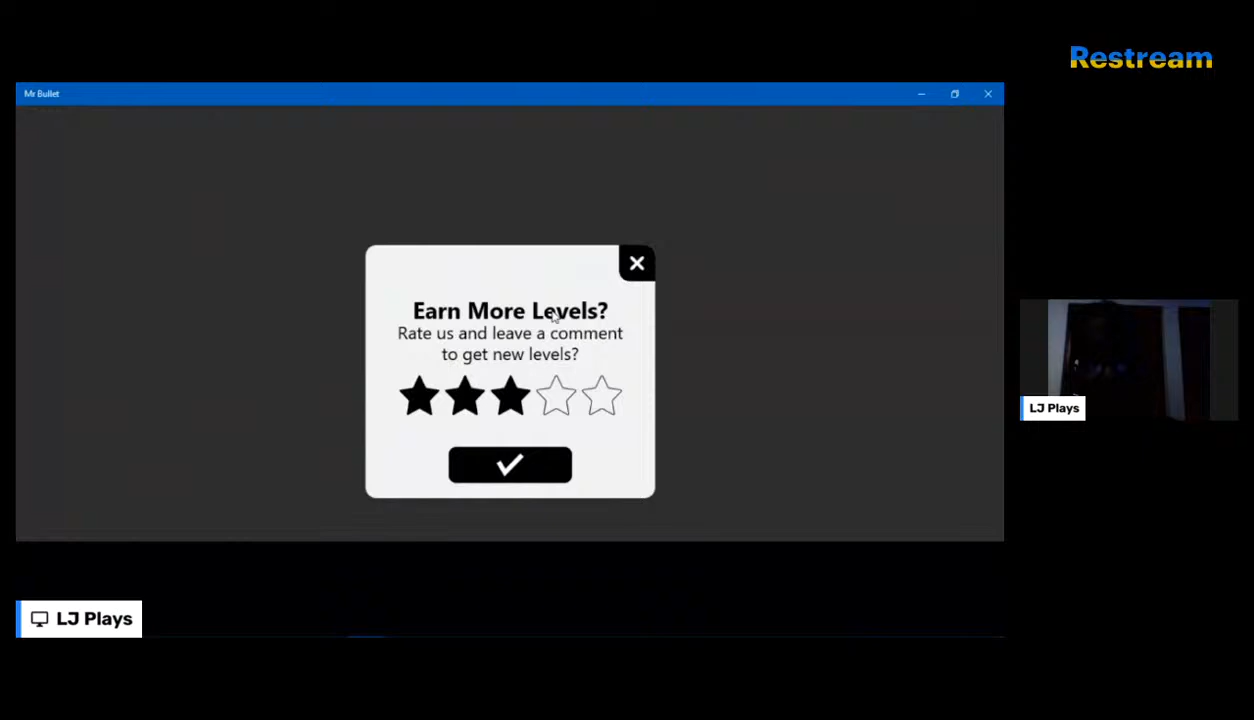 Restream
Mr Bullet
Earn More Levels?
Rate us and leave a comment
to get new levels?
LJ Plays
LJ Plays